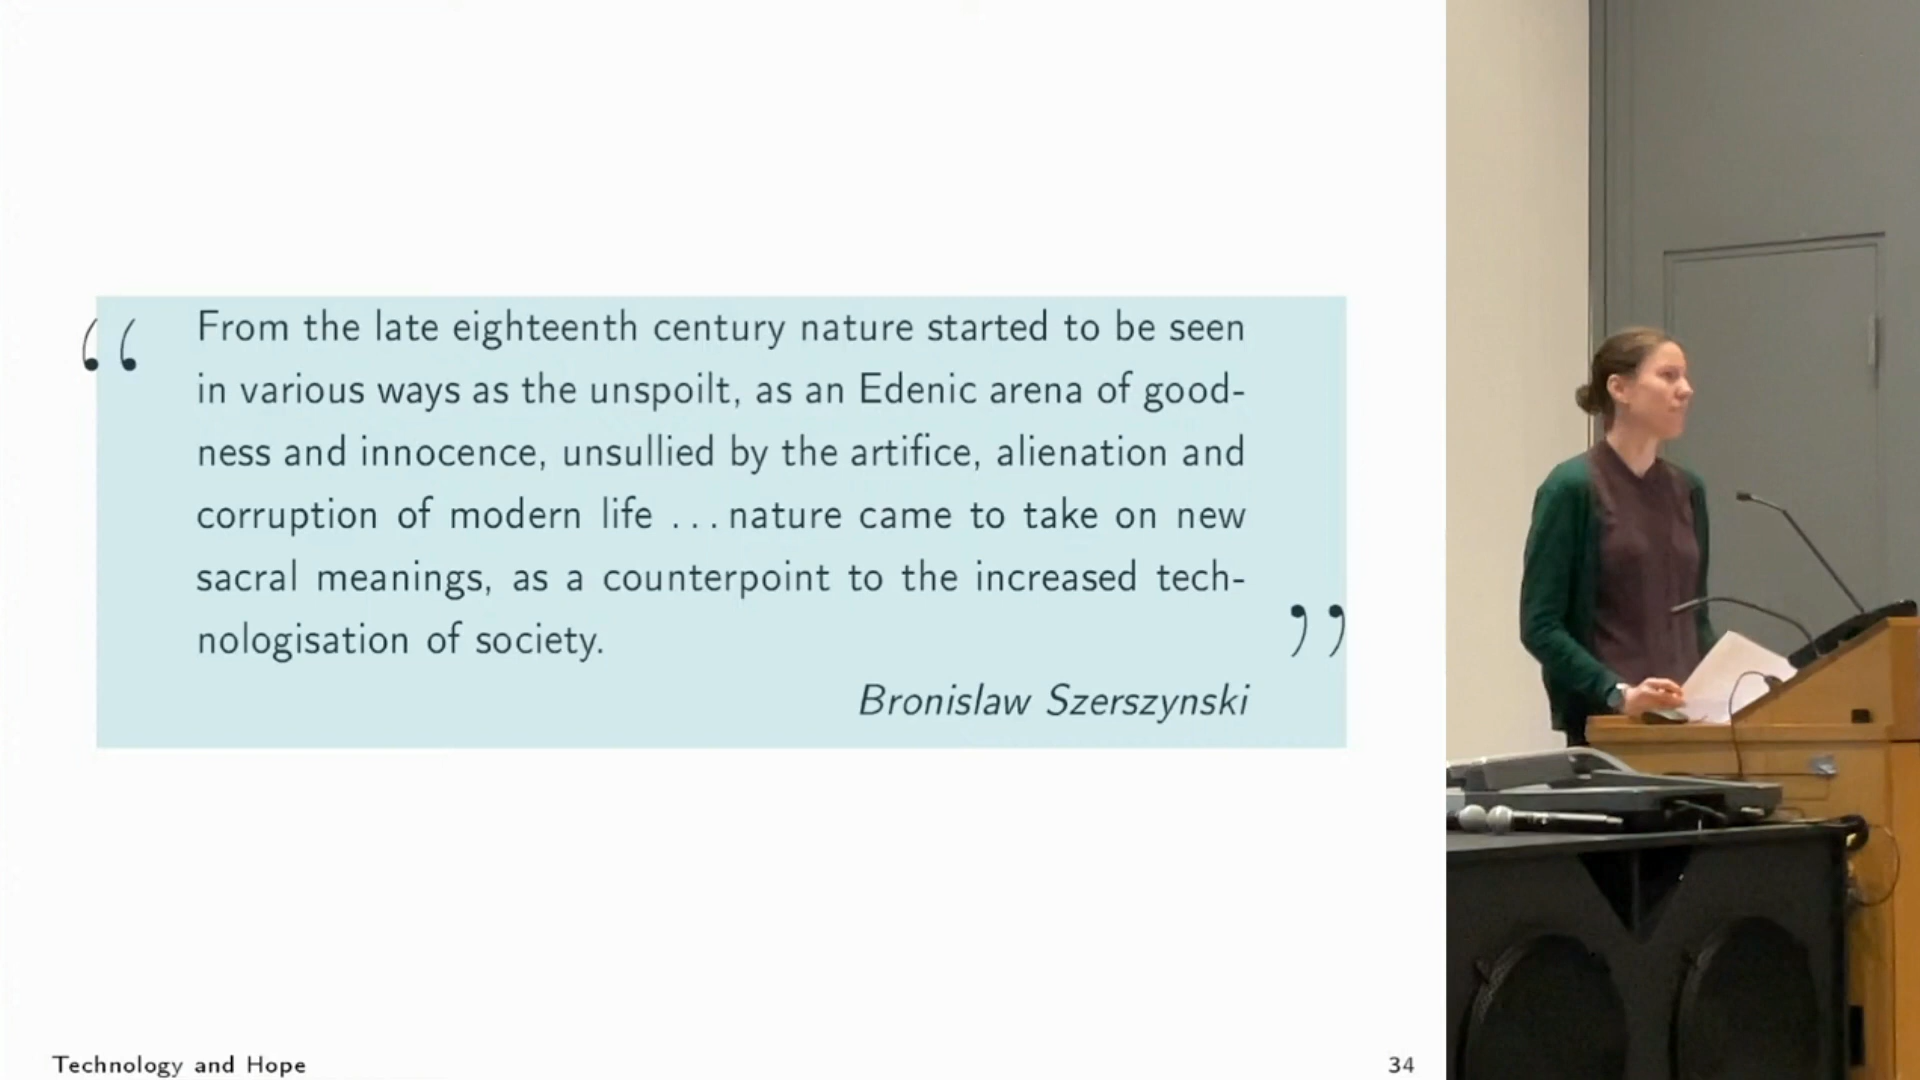 “ From the late eighteenth century nature started to be seen
in various ways as the unspoilt, as an Edenic arena of good-
ness and innocence, unsullied by the artifice, alienation and
corruption of modern life ... nature came to take on new
sacral meanings, as a counterpoint to the increased tech-
nologisation of society. ”
Bronislaw Szerszynski
Technology and Hope
34